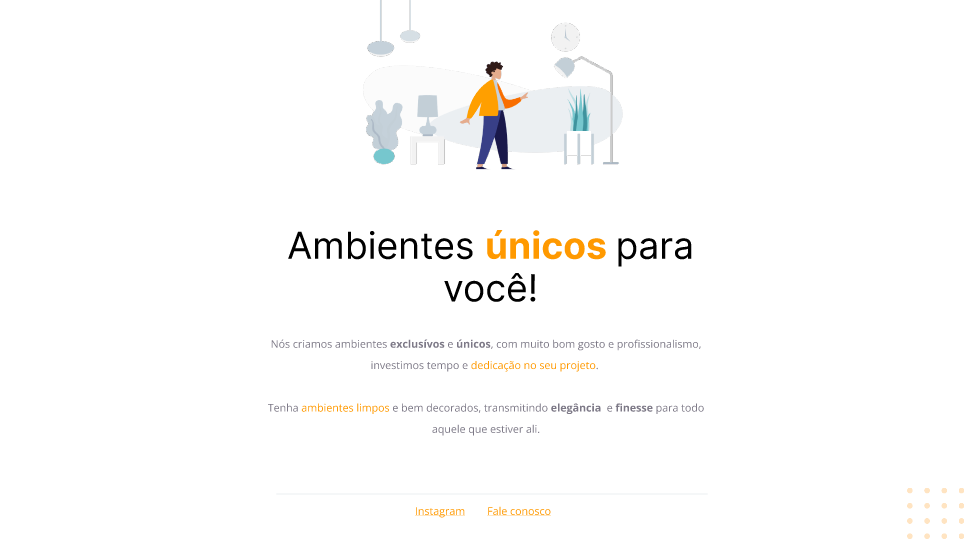 Ambientes únicos para
você!
Nós criamos ambientes exclusívos e únicos, com muito bom gosto e profissionalismo,
investimos tempo e dedicação no seu projeto.
Tenha ambientes limpos e bem decorados, transmitindo elegância  e finesse para todo
aquele que estiver ali.
Instagram Fale conosco